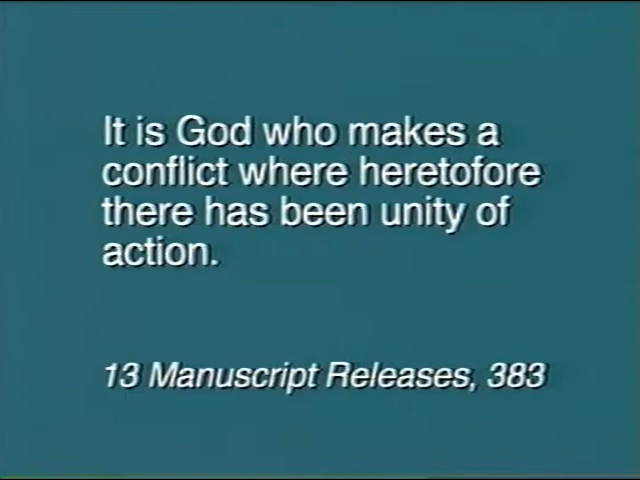 It is God who makes a
conflict where heretofore
there has been unity of
action.
13 Manuscript Releases, 383